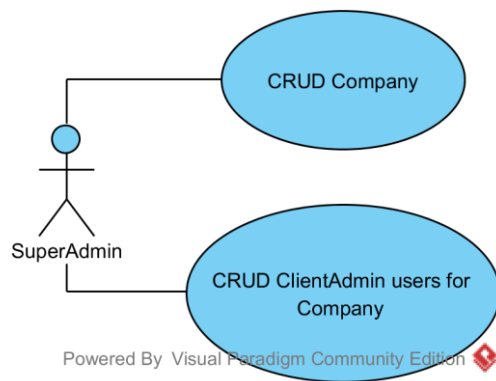 CRUD Company
SuperAdmin
CRUD ClientAdmin users for
Company
Powered By Visual Paradigm Community Edition